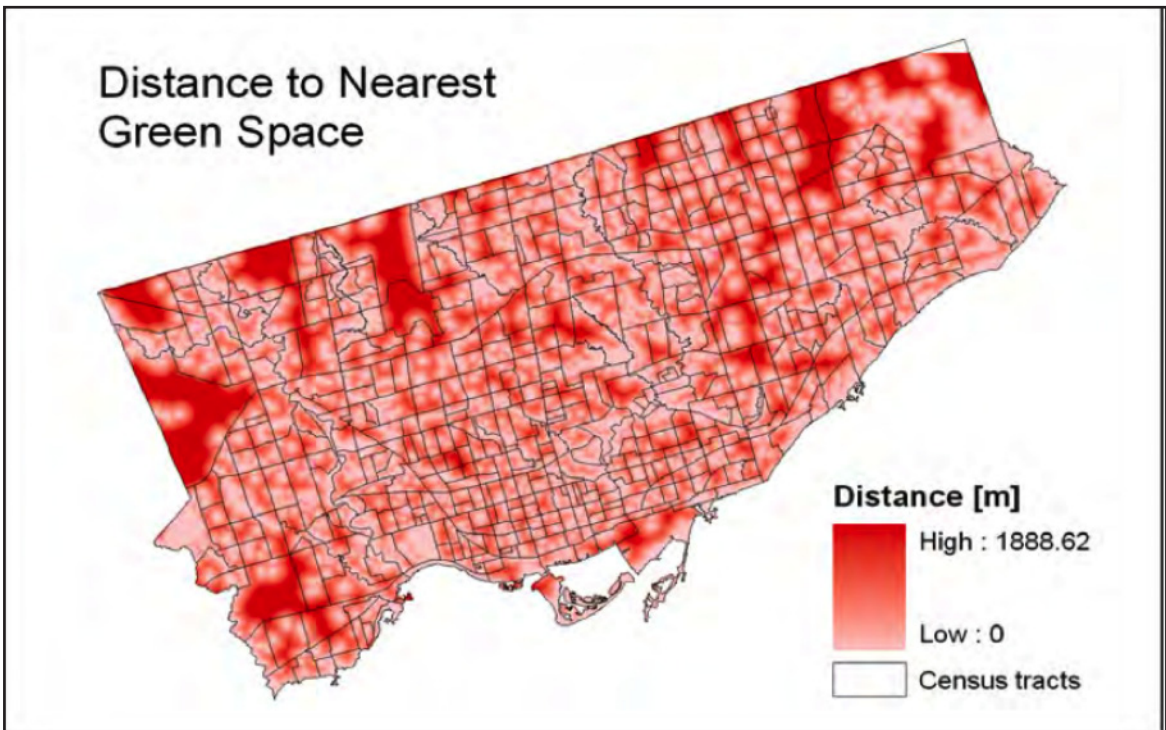 Distance to Nearest
Green Space
Distance [m]
High : 1888.62
Low : 0
Census tracts